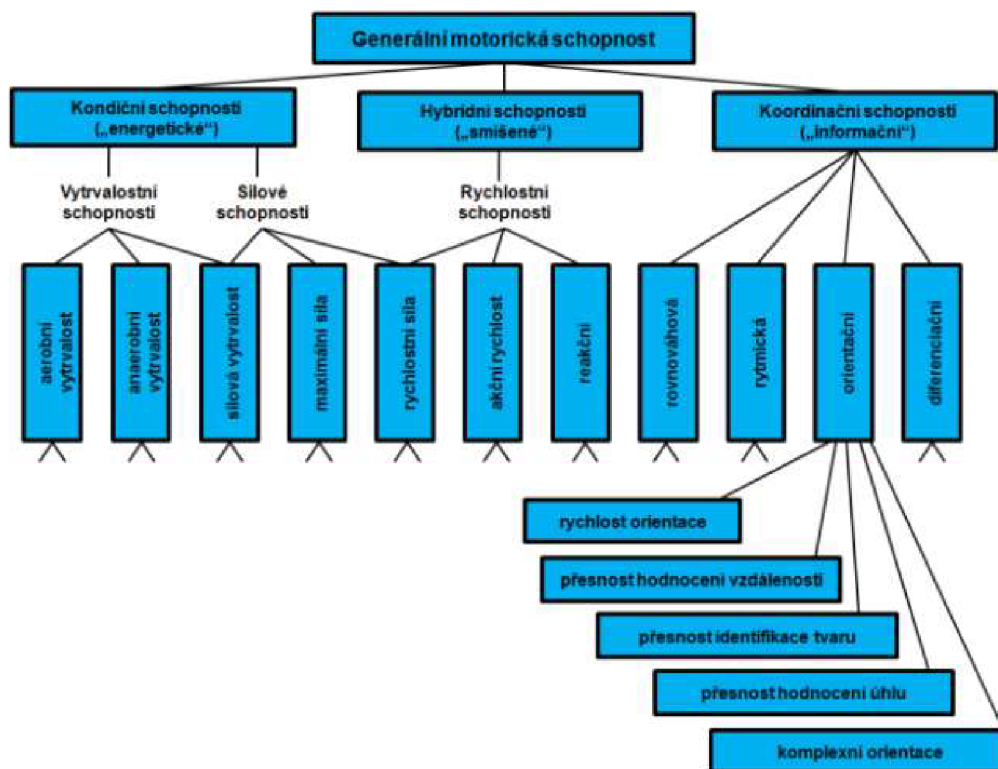 Generální motorická schopnost
Kondiční schopnosti
(„energetické“)
Hybridní schopnosti
(„smíšené“)
Koordinační schopnosti
(„informační“)
Vytrvalostní
schopnosti
Silové
schopnosti
Rychlostní
schopnosti
aerobní
vytrvalost
anaerobní
vytrvalost
silová vytrvalost
maximální síla
rychlostní síla
akční rychlost
reakční
rovnováhová
rytmická
orientační
diferenciační
rychlost orientace
přesnost hodnocení vzdálenosti
přesnost identifikace tvaru
přesnost hodnocení úhlu
komplexní orientace